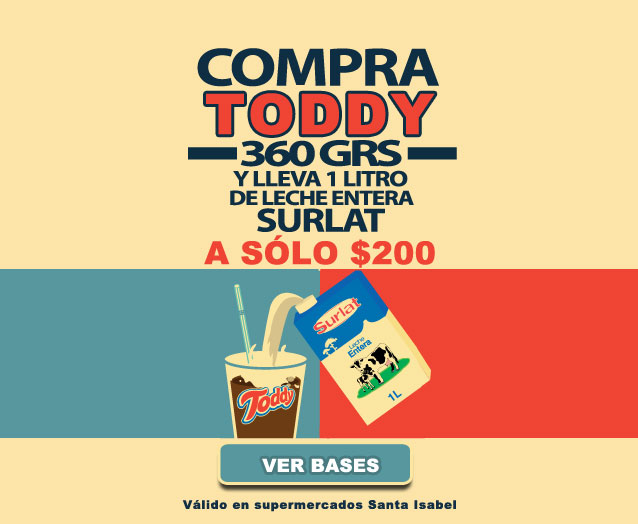 COMPRA
TODDY
360 GRS
Y LLEVA 1 LITRO
DE LECHE ENTERA
SURLAT
A SÓLO $200
Surlat
Leche
Entera
1L
Toddy
VER BASES
Válido en supermercados Santa Isabel